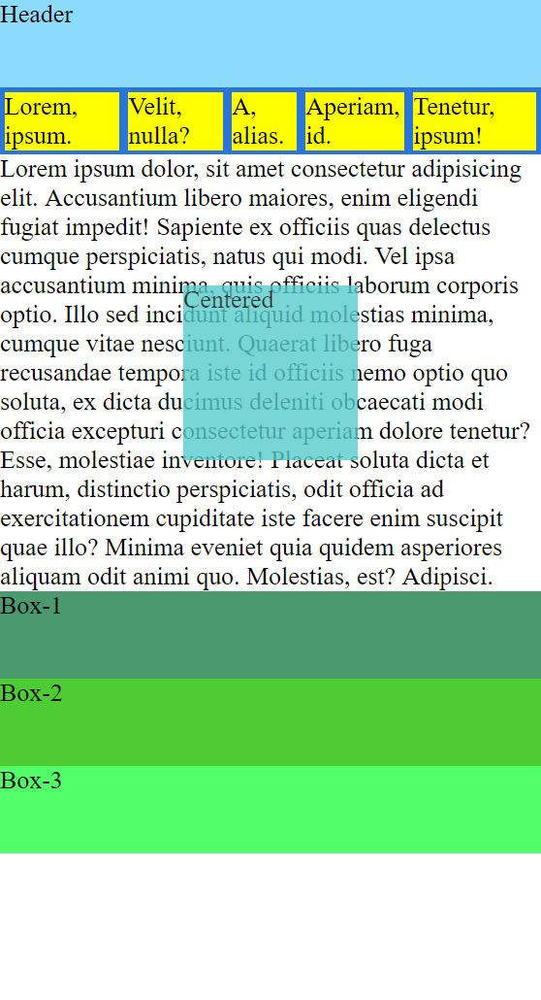 Header
Lorem, ipsum.
Velit, nulla?
A, alias.
Aperiam, id.
Tenetur, ipsum!
Lorem ipsum dolor, sit amet consectetur adipisicing
elit. Accusantium libero maiores, enim eligendi
fugiat impedit! Sapiente ex officiis quas delectus
cumque perspiciatis, natus qui modi. Vel ipsa
accusantium minima, quis officiis laborum corporis
Centered
optio. Illo sed incidunt aliquid molestias minima,
cumque vitae nesciunt. Quaerat libero fuga
recusandae tempora iste id officiis nemo optio quo
soluta, ex dicta ducimus deleniti obcaecati modi
officia excepturi consectetur aperiam dolore tenetur?
Esse, molestiae inventore! Placeat soluta dicta et
harum, distinctio perspiciatis, odit officia ad
exercitationem cupiditate iste facere enim suscipit
quae illo? Minima eveniet quia quidem asperiores
aliquam odit animi quo. Molestias, est? Adipisci.
Box-1
Box-2
Box-3